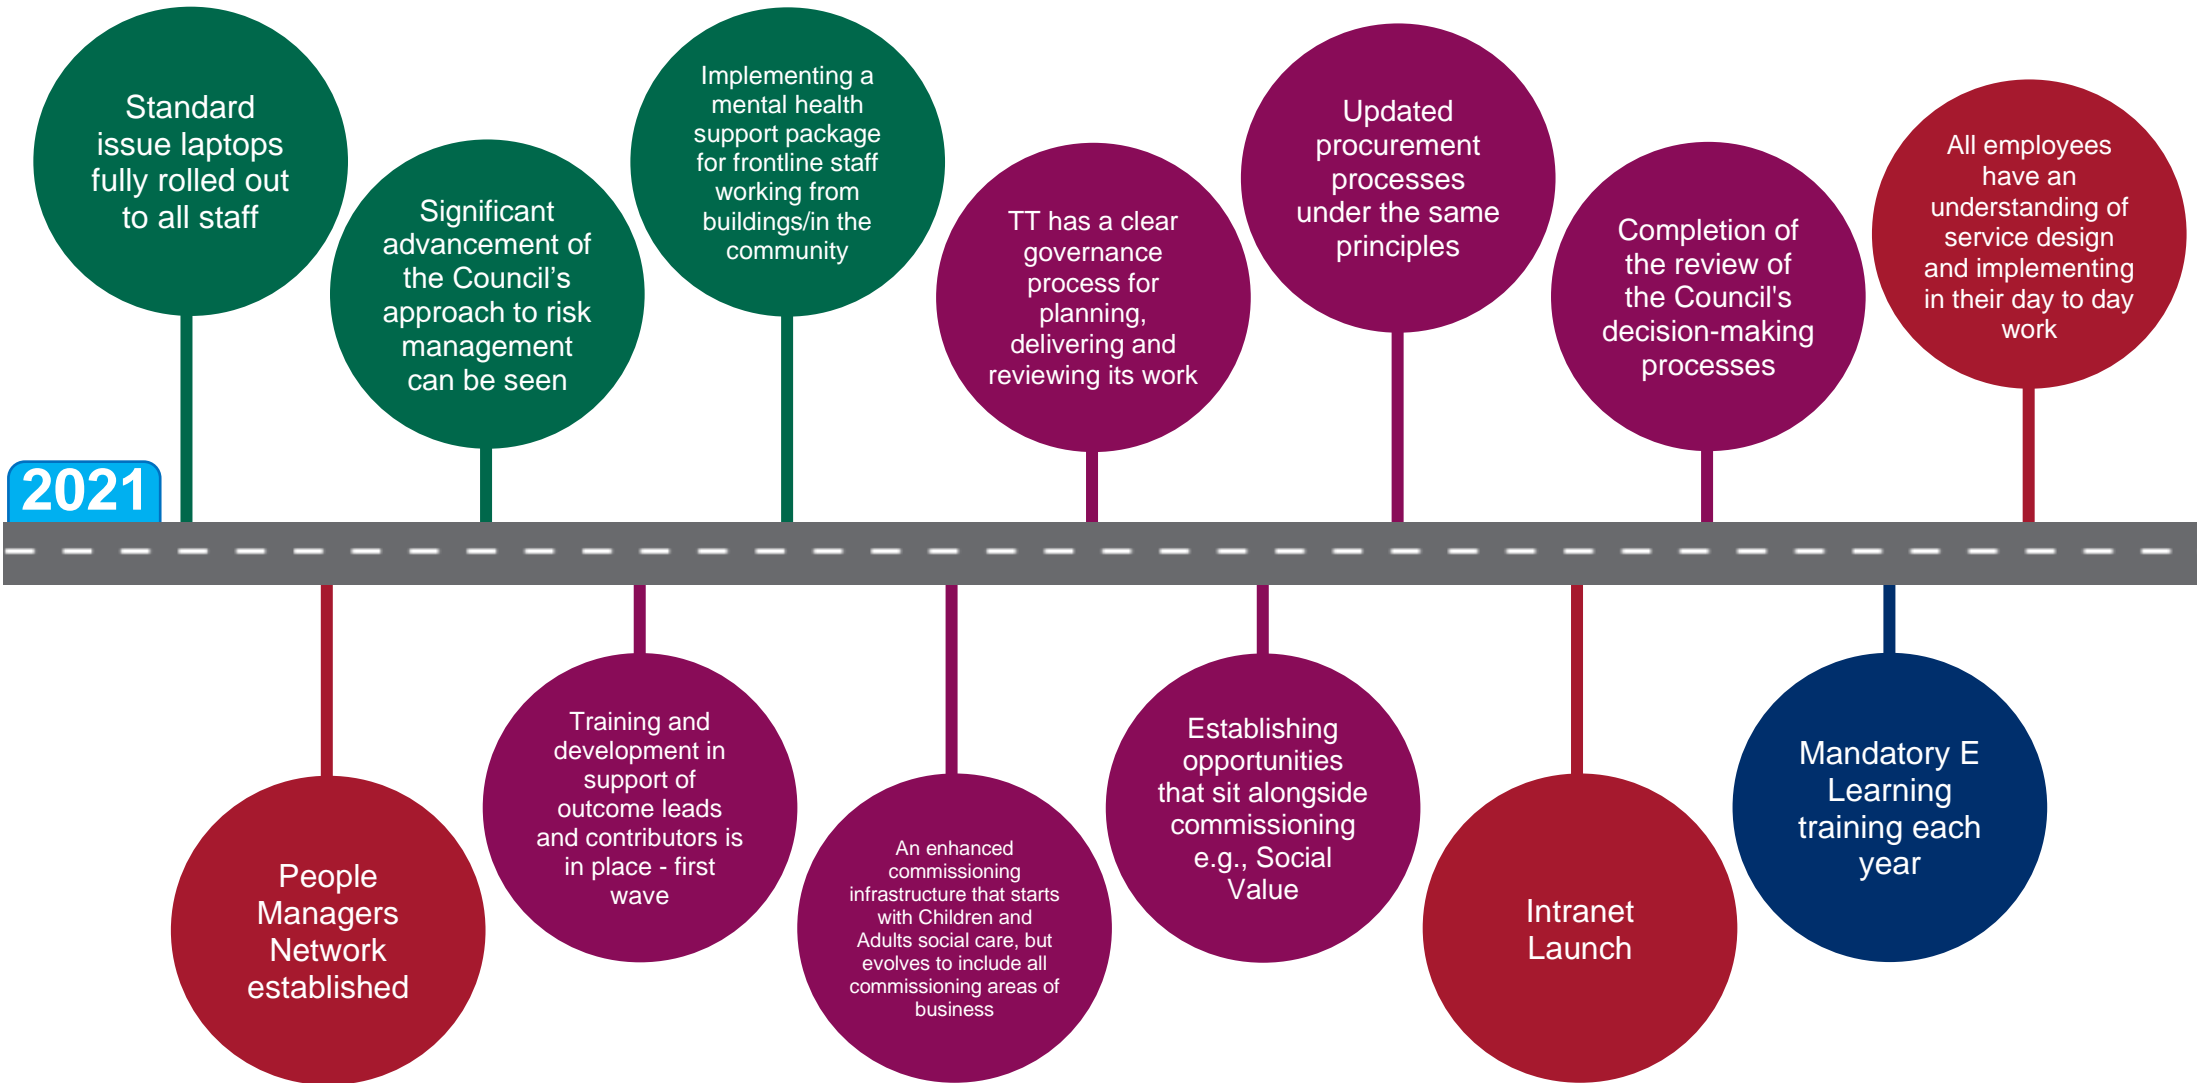 Standard
issue laptops
fully rolled out
to all staff
Significant
advancement of
the Council’s
approach to risk
management
can be seen
Implementing a
mental health
support package
for frontline staff
working from
buildings/in the
community
TT has a clear
governance
process for
planning,
delivering and
reviewing its work
Updated
procurement
processes
under the same
principles
Completion of
the review of
the Council's
decision-making
processes
All employees
have an
understanding of
service design
and implementing
in their day to day
work
2021
People
Managers
Network
established
Training and
development in
support of
outcome leads
and contributors is
in place - first
wave
An enhanced
commissioning
infrastructure that starts
with Children and
Adults social care, but
evolves to include all
commissioning areas of
business
Establishing
opportunities
that sit alongside
commissioning
e.g., Social
Value
Intranet
Launch
Mandatory E
Learning
training each
year